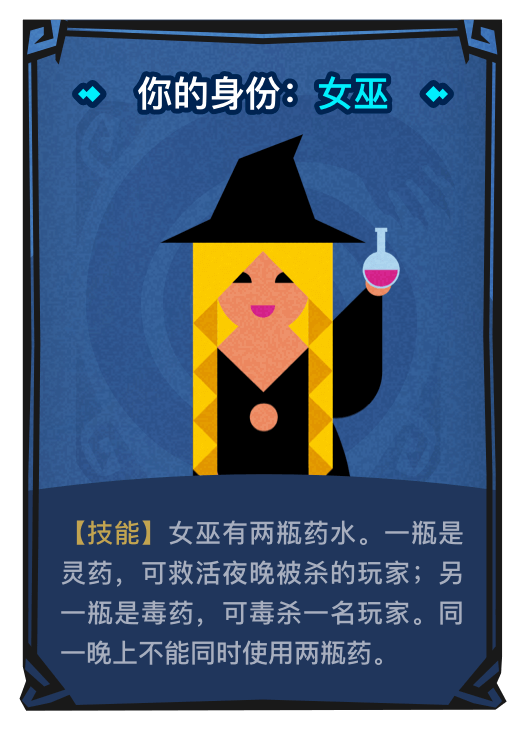 你的身份：女巫
【技能】女巫有两瓶药水。一瓶是
灵药，可救活夜晚被杀的玩家；另
一瓶是毒药，可毒杀一名玩家。同
一晚上不能同时使用两瓶药。